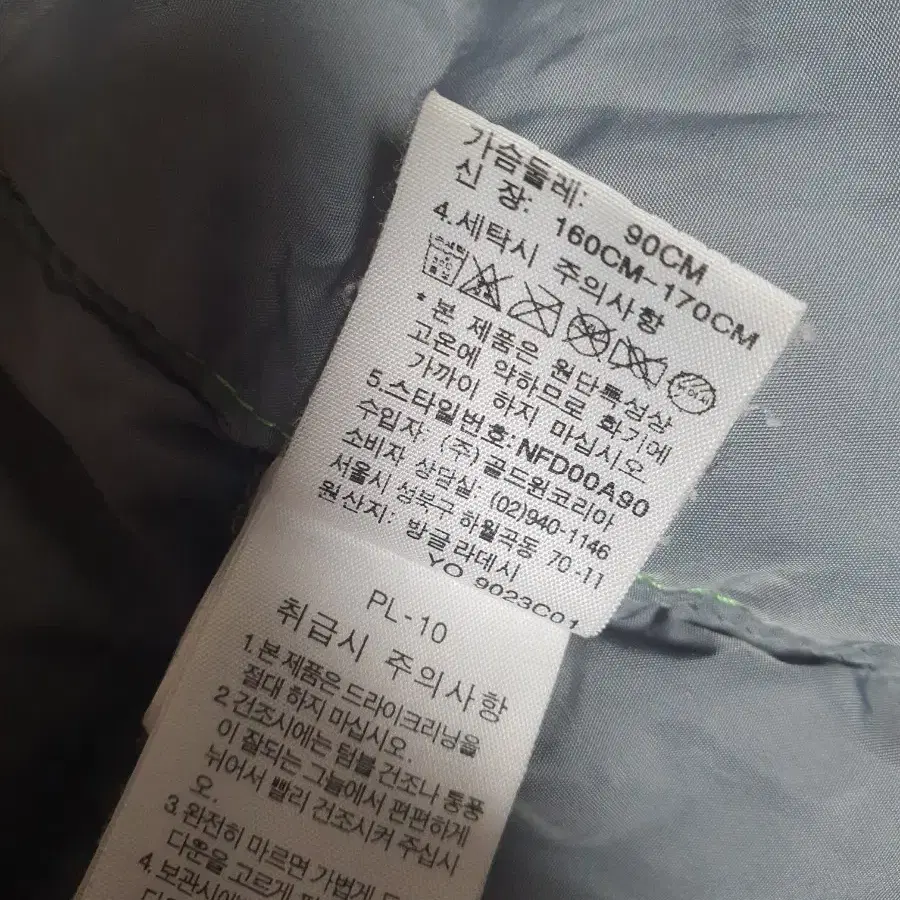 가슴둘레: 90CM
신 장: 160CM-170CM
4.세탁시 주의사항
* 본 제품은 원단특성상
고온에 약하므로 화기에
가까이 하지 마십시오
5.스타일번호: NFD00A90
수입자: (주)골드윈코리아
소비자 상담실: (02)940-1146
서울시 성북구 하월곡동 70-11
원산지: 방글라데시
YO 9023C01
PL-10
취급시 주의사항
1.본 제품은 드라이크리닝을
절대 하지 마십시오.
2 건조시에는 텀블 건조나 통풍
이 잘되는 그늘에서 편편하게
뉘어서 빨리 건조시켜 주십시
오.
3.완전히 마르면 가볍게
다운을 고르게
4.보관시에